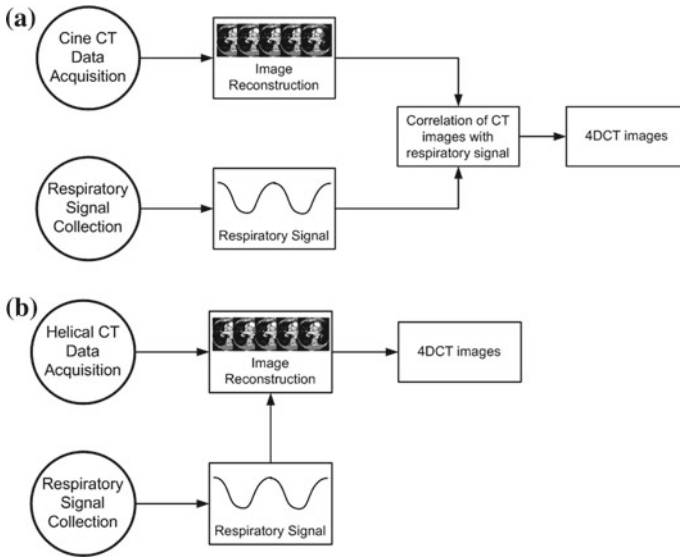 (a)
Cine CT
Data
Acquisition
Image
Reconstruction
Correlation of CT
images with
respiratory signal
4DCT images
Respiratory
Signal
Collection
Respiratory Signal
(b)
Helical CT
Data
Acquisition
Image
Reconstruction
4DCT images
Respiratory
Signal
Collection
Respiratory Signal